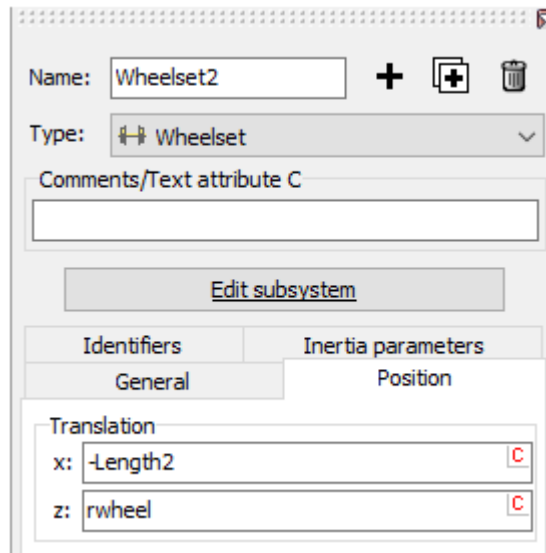 Name: Wheelset2
Type: Wheelset
Comments/Text attribute C
Edit subsystem
Identifiers Inertia parameters
General Position
Translation
x: -Length2 C
z: rwheel C